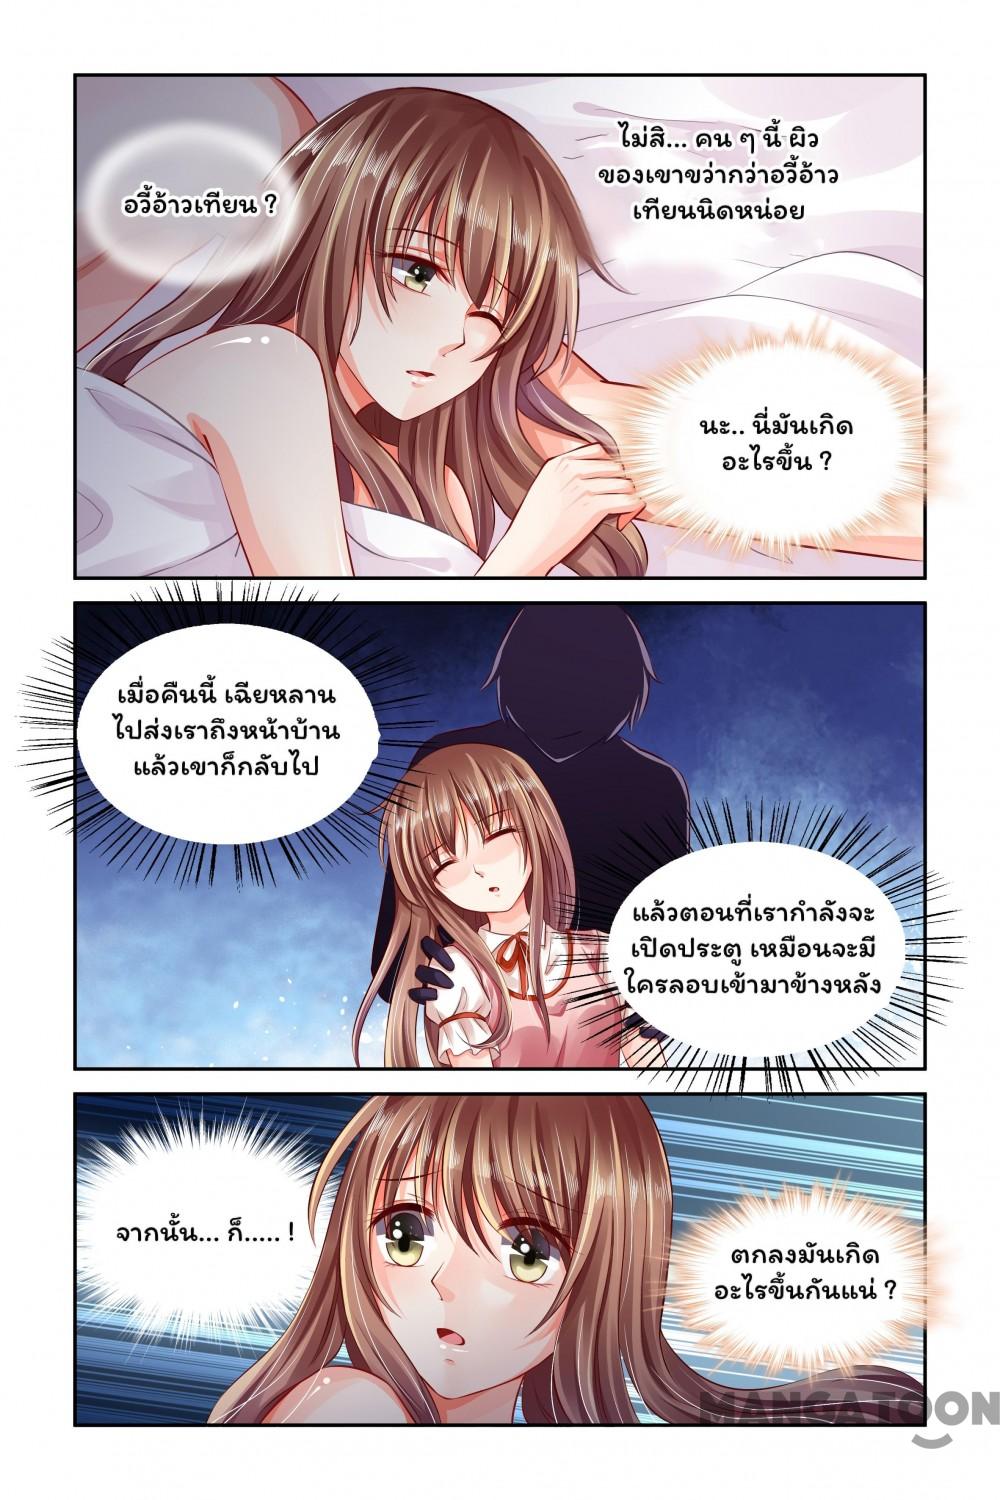 อวี้อ้าวเทียน ?
ไม่สิ... คน ๆ นี้ ผิว
ของเขาขว่ากว่าอวี้อ้าว
เทียนนิดหน่อย
นะ.. นี่มันเกิด
อะไรขึ้น ?
เมื่อคืนนี้ เฉียหลาน
ไปส่งเราถึงหน้าบ้าน
แล้วเขาก็กลับไป
แล้วตอนที่เรากำลังจะ
เปิดประตู เหมือนจะมี
ใครลอบเข้ามาข้างหลัง
จากนั้น... ก็..... !
ตกลงมันเกิด
อะไรขึ้นกันแน่ ?
MANGATOON